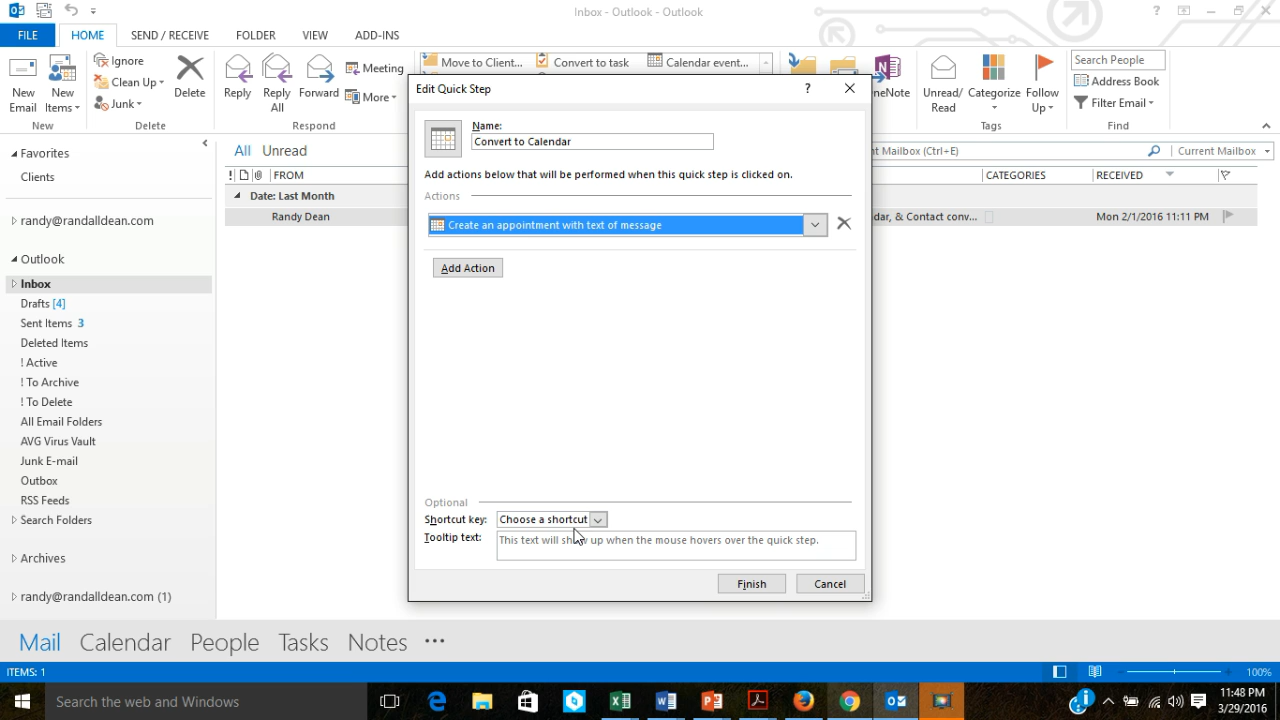 Inbox - Outlook - Outlook
FILE
HOME
SEND / RECEIVE
FOLDER
VIEW
ADD-INS
New Email
New Items
Ignore
Clean Up
Junk
Delete
Reply
Reply All
Forward
Meeting
More
Move to Client...
Convert to task
Calendar event...
OneNote
Unread/ Read
Categorize
Follow Up
Search People
Address Book
Filter Email
New
Delete
Respond
Tags
Find
Favorites
Clients
randy@randalldean.com
Outlook
Inbox
Drafts [4]
Sent Items 3
Deleted Items
! Active
! To Archive
! To Delete
All Email Folders
AVG Virus Vault
Junk E-mail
Outbox
RSS Feeds
Search Folders
Archives
randy@randalldean.com (1)
All Unread
Mailbox (Ctrl+E)
Current Mailbox
! FROM
CATEGORIES
RECEIVED
Date: Last Month
Randy Dean
& Contact conv...
Mon 2/1/2016 11:11 PM
Edit Quick Step
?
Name:
Convert to Calendar
Add actions below that will be performed when this quick step is clicked on.
Actions
Create an appointment with text of message
Add Action
Optional
Shortcut key:
Choose a shortcut
Tooltip text:
This text will show up when the mouse hovers over the quick step.
Finish
Cancel
Mail Calendar People Tasks Notes
ITEMS: 1
100%
Search the web and Windows
11:48 PM
3/29/2016